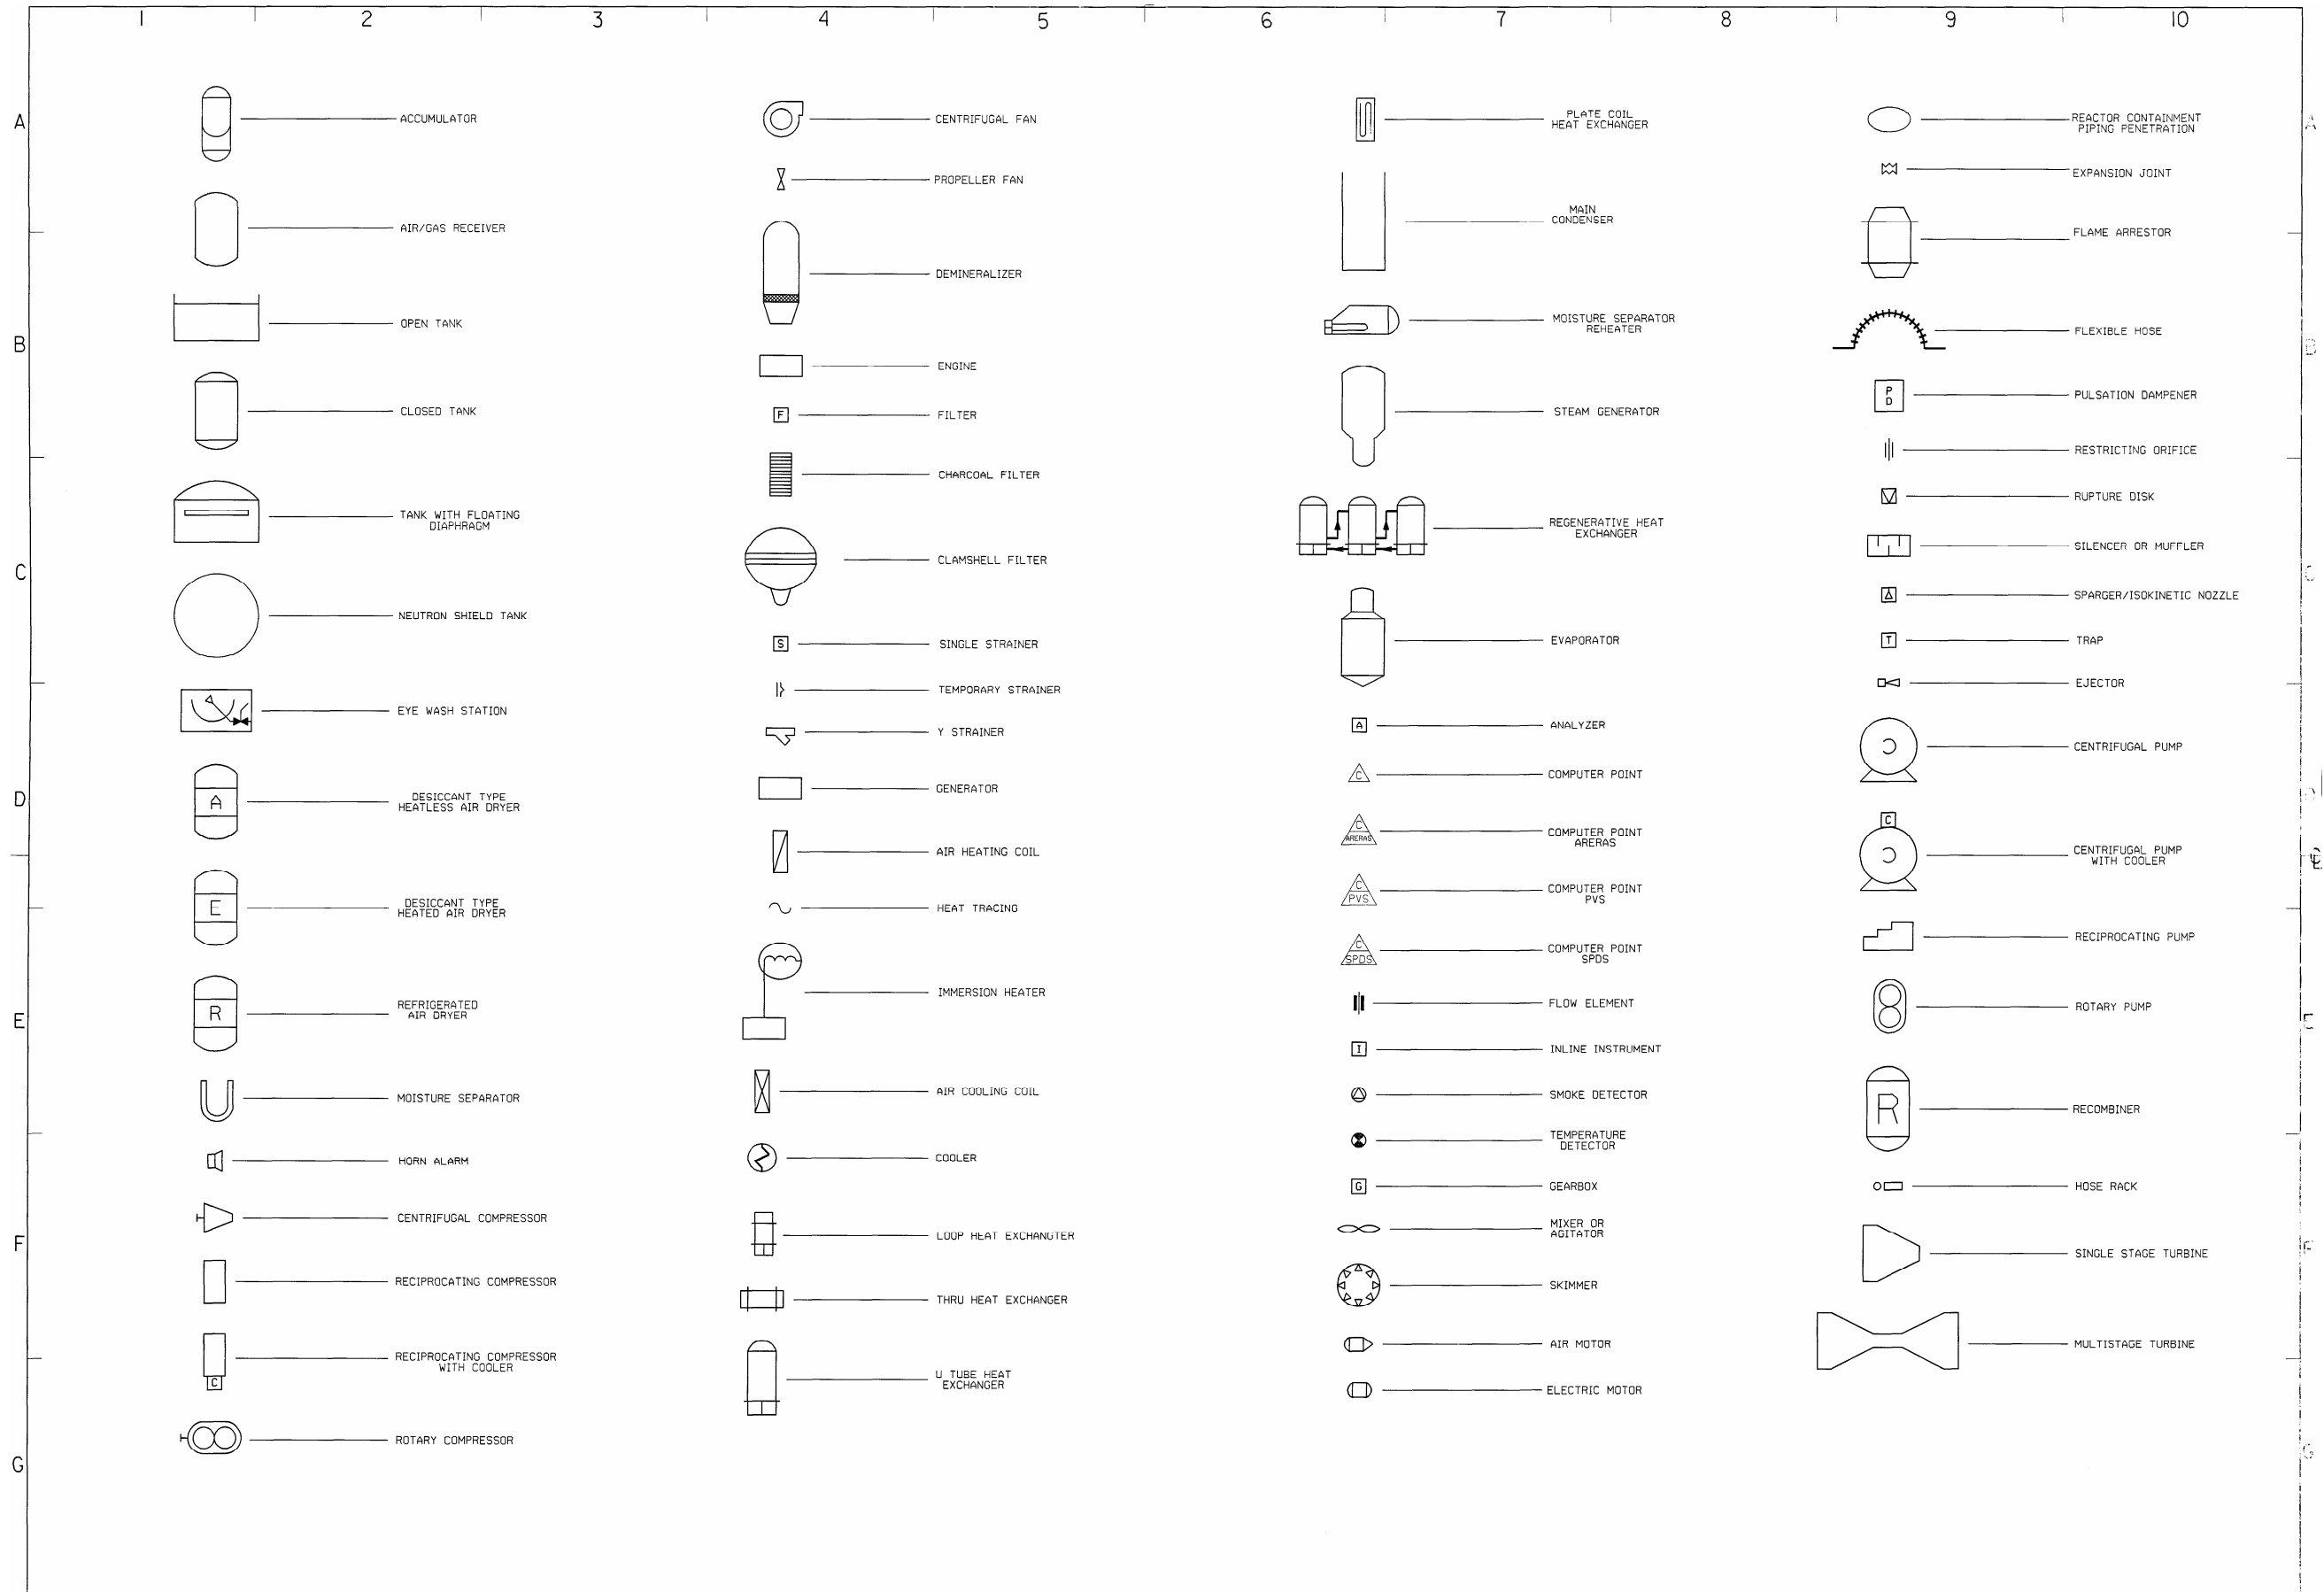 1 2 3 4 5 6 7 8 9 10
A
B
C
D
E
F
G
ACCUMULATOR
AIR/GAS RECEIVER
OPEN TANK
CLOSED TANK
TANK WITH FLOATING
DIAPHRAGM
NEUTRON SHIELD TANK
EYE WASH STATION
A
DESICCANT TYPE
HEATLESS AIR DRYER
E
DESICCANT TYPE
HEATED AIR DRYER
R
REFRIGERATED
AIR DRYER
MOISTURE SEPARATOR
HORN ALARM
CENTRIFUGAL COMPRESSOR
RECIPROCATING COMPRESSOR
RECIPROCATING COMPRESSOR
WITH COOLER
C
ROTARY COMPRESSOR
CENTRIFUGAL FAN
PROPELLER FAN
DEMINERALIZER
ENGINE
F
FILTER
CHARCOAL FILTER
CLAMSHELL FILTER
S
SINGLE STRAINER
TEMPORARY STRAINER
Y STRAINER
GENERATOR
AIR HEATING COIL
HEAT TRACING
IMMERSION HEATER
AIR COOLING COIL
COOLER
LOOP HEAT EXCHANGTER
THRU HEAT EXCHANGER
U TUBE HEAT
EXCHANGER
PLATE COIL
HEAT EXCHANGER
MAIN
CONDENSER
MOISTURE SEPARATOR
REHEATER
STEAM GENERATOR
REGENERATIVE HEAT
EXCHANGER
EVAPORATOR
A
ANALYZER
C
COMPUTER POINT
C
ARERAS
COMPUTER POINT
ARERAS
C
PVS
COMPUTER POINT
PVS
C
SPDS
COMPUTER POINT
SPDS
FLOW ELEMENT
I
INLINE INSTRUMENT
SMOKE DETECTOR
TEMPERATURE
DETECTOR
G
GEARBOX
MIXER OR
AGITATOR
SKIMMER
AIR MOTOR
ELECTRIC MOTOR
REACTOR CONTAINMENT
PIPING PENETRATION
EXPANSION JOINT
FLAME ARRESTOR
FLEXIBLE HOSE
P
D
PULSATION DAMPENER
RESTRICTING ORIFICE
RUPTURE DISK
SILENCER OR MUFFLER
SPARGER/ISOKINETIC NOZZLE
T
TRAP
EJECTOR
CENTRIFUGAL PUMP
C
CENTRIFUGAL PUMP
WITH COOLER
RECIPROCATING PUMP
ROTARY PUMP
R
RECOMBINER
HOSE RACK
SINGLE STAGE TURBINE
MULTISTAGE TURBINE
A
B
E
F
G